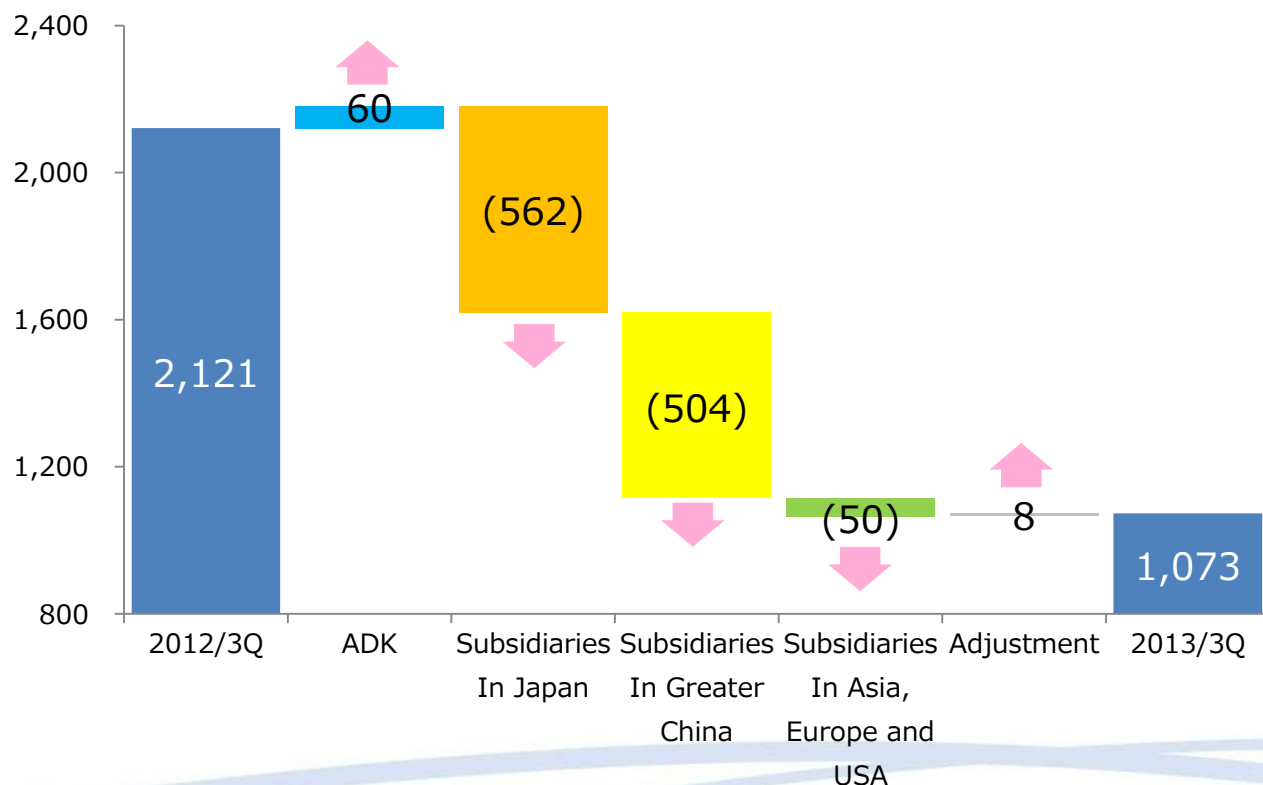 2,400
2,000
1,600
1,200
800
2,121
60
(562)
(504)
(50)
8
1,073
2012/3Q
ADK
Subsidiaries
In Japan
Subsidiaries
In Greater
China
Subsidiaries
In Asia,
Europe and
USA
Adjustment
2013/3Q